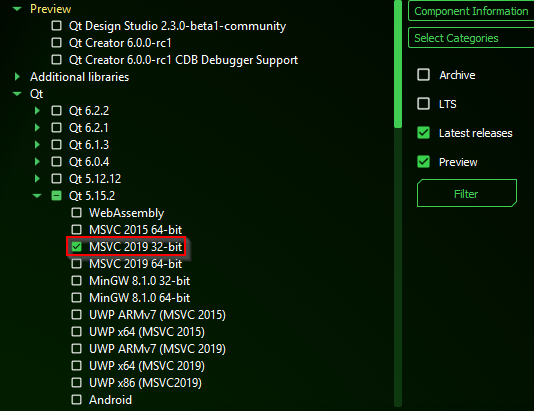 Preview
Qt Design Studio 2.3.0-beta1-community
Qt Creator 6.0.0-rc1
Qt Creator 6.0.0-rc1 CDB Debugger Support
Additional libraries
Qt
Qt 6.2.2
Qt 6.2.1
Qt 6.1.3
Qt 6.0.4
Qt 5.12.12
Qt 5.15.2
WebAssembly
MSVC 2015 64-bit
MSVC 2019 32-bit
MSVC 2019 64-bit
MinGW 8.1.0 32-bit
MinGW 8.1.0 64-bit
UWP ARMv7 (MSVC 2015)
UWP x64 (MSVC 2015)
UWP ARMv7 (MSVC 2019)
UWP x64 (MSVC 2019)
UWP x86 (MSVC2019)
Android
Component Information
Select Categories
Archive
LTS
Latest releases
Preview
Filter